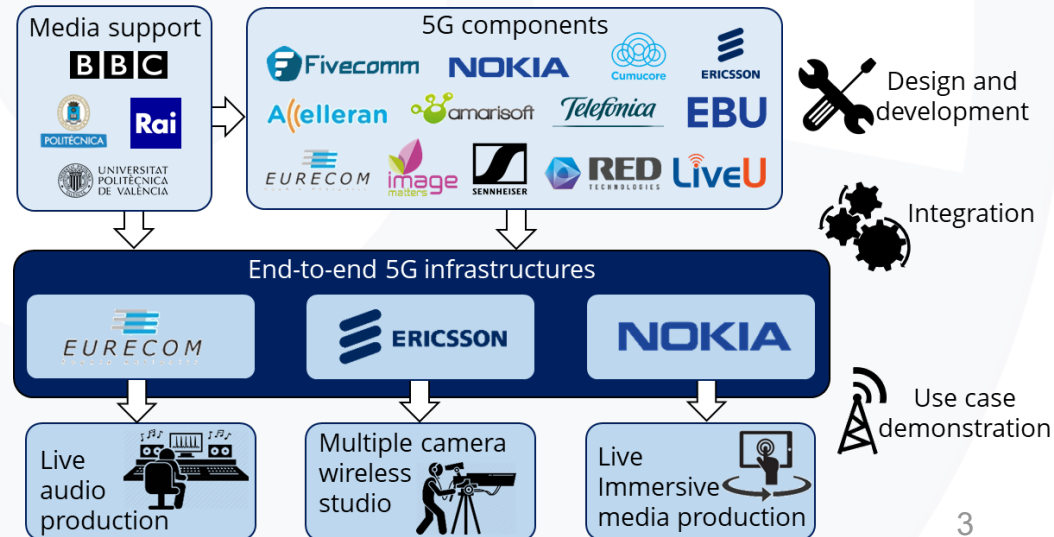 Media support
BBC
POLITÉCNICA
Rai
UNIVERSITAT
POLITÈCNICA
DE VALÈNCIA
5G components
Fivecomm
NOKIA
Cumucore
ERICSSON
A((elleran
amarisoft
Telefónica
EBU
EURECOM
image
matters
SENNHEISER
RED
TECHNOLOGIES
LiveU
Design and
development
Integration
End-to-end 5G infrastructures
EURECOM
ERICSSON
NOKIA
Use case
demonstration
Live
audio
production
Multiple camera
wireless
studio
Live
Immersive
media production
3